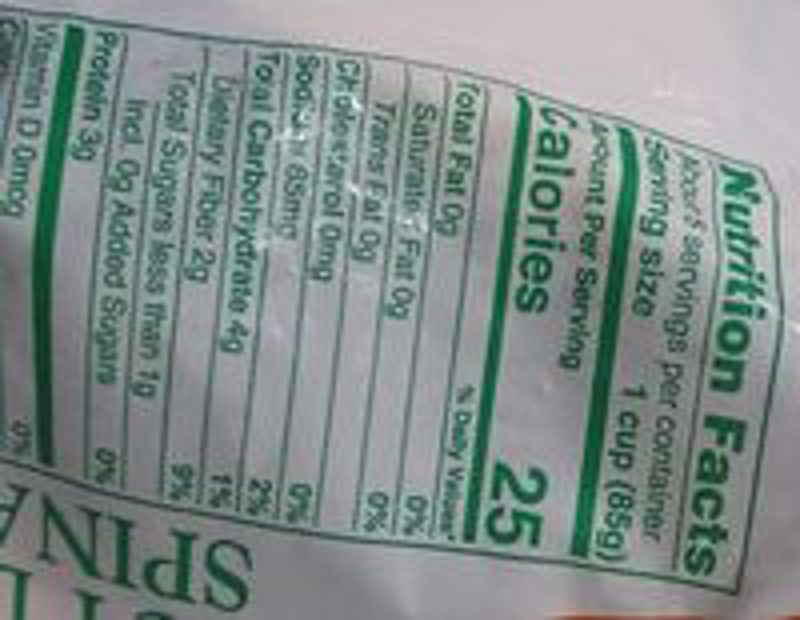 Nutrition Facts
servings per container
Serving size 1 cup (85g)
Amount Per Serving
Calories 25
% Daily Values*
Total Fat 0g 0%
Saturated Fat 0g 0%
Trans Fat 0g
Cholesterol 0mg 0%
Sodium 85mg 2%
Total Carbohydrate 4g 1%
Dietary Fiber 2g 9%
Total Sugars less than 1g
Incl. 0g Added Sugars 0%
Protein 3g
Vitamin D 0mcg 0%
SPINA